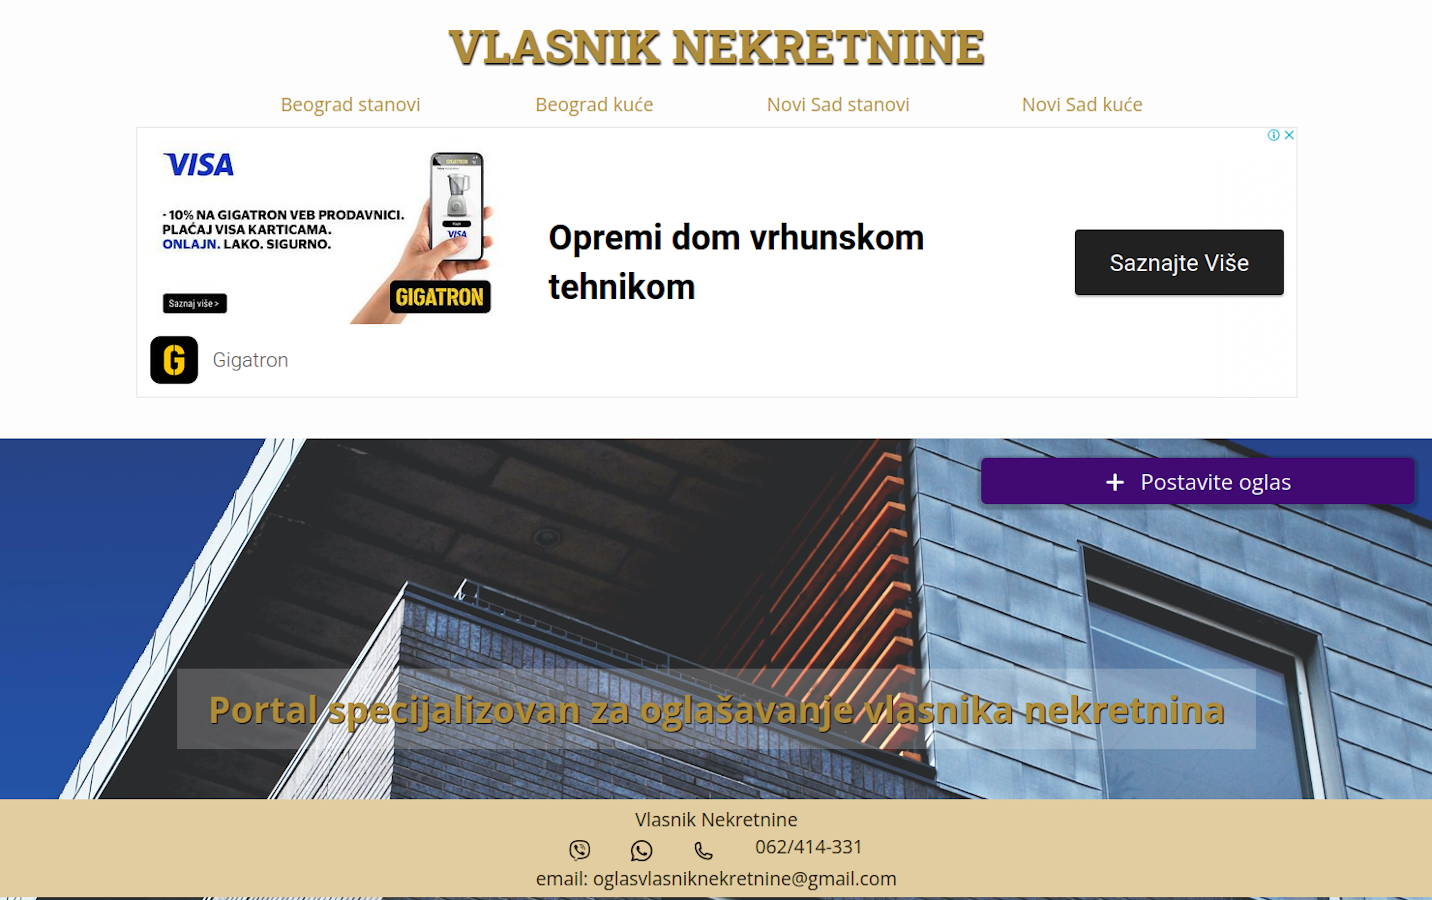 VLASNIK NEKRETNINE
Beograd stanovi
Beograd kuće
Novi Sad stanovi
Novi Sad kuće
VISA
- 10% NA GIGATRON VEB PRODAVNICI.
PLAĆAJ VISA KARTICAMA.
ONLAJN. LAKO. SIGURNO.
Saznaj više >
VISA
GIGATRON
G
Gigatron
Opremi dom vrhunskom
tehnikom
Saznajte Više
+ Postavite oglas
Portal specijalizovan za oglašavanje vlasnika nekretnina
Vlasnik Nekretnine
062/414-331
email: oglasvlasniknekretnine@gmail.com